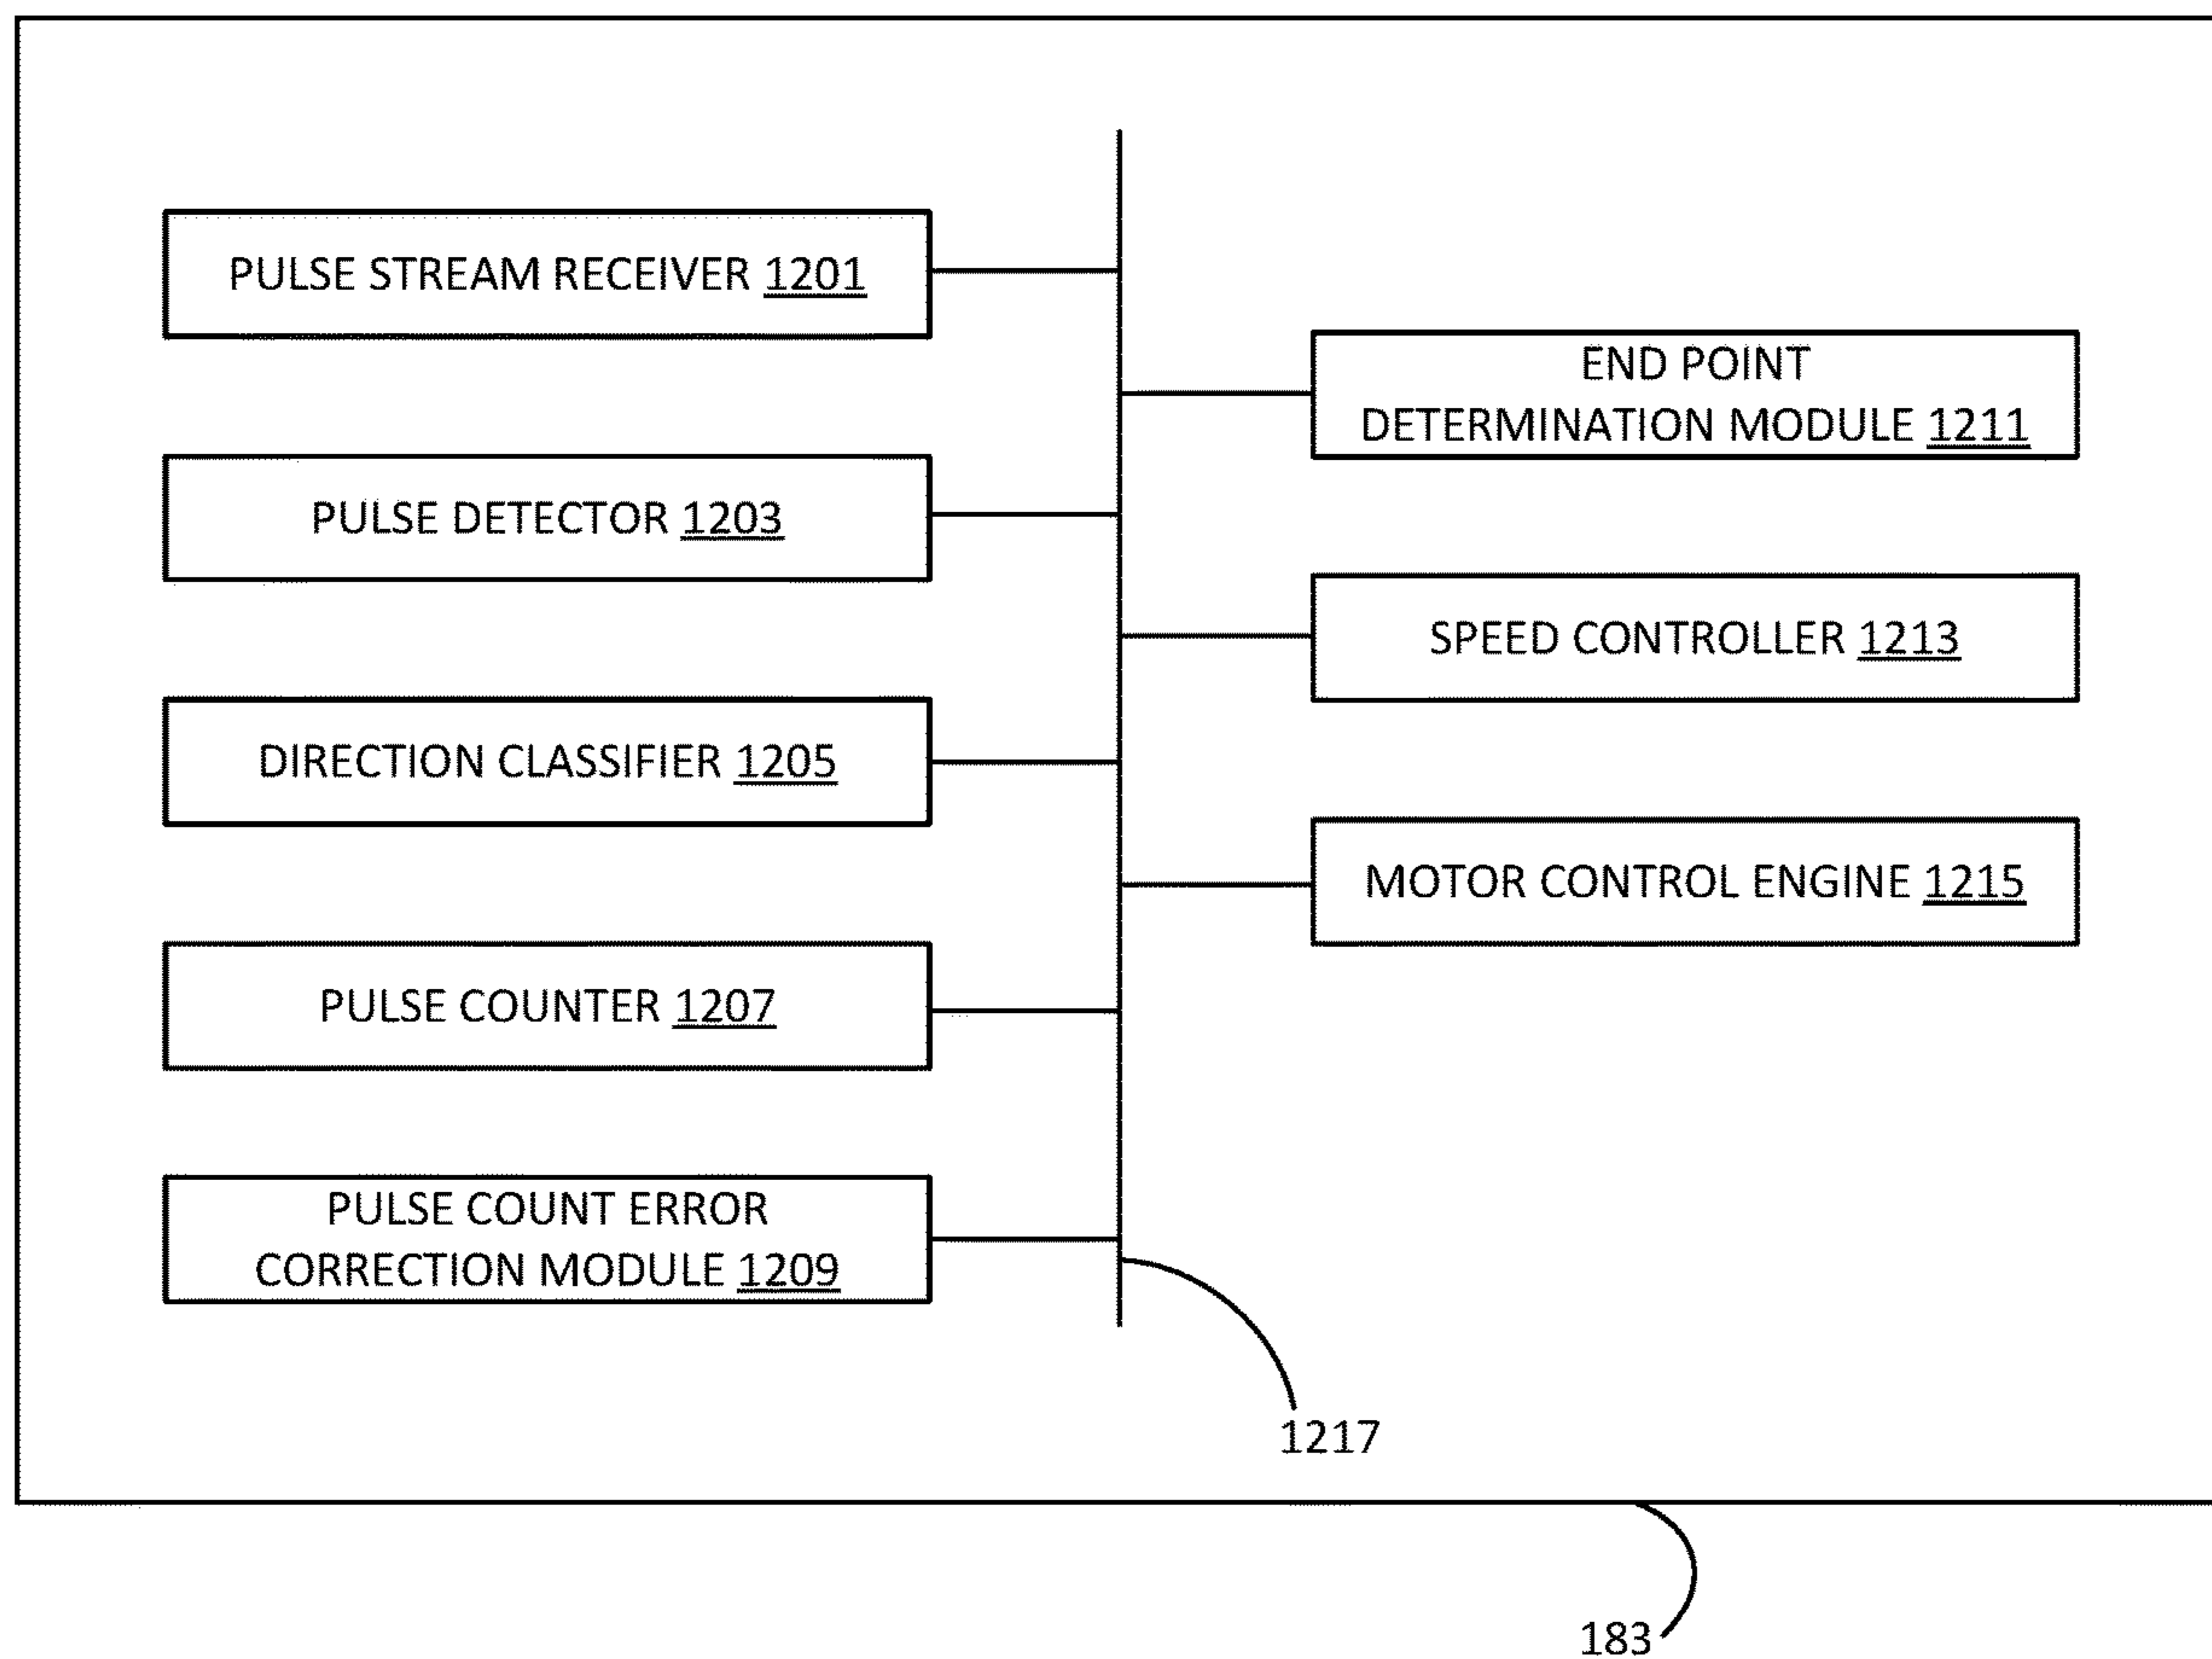 PULSE STREAM RECEIVER 1201
PULSE DETECTOR 1203
DIRECTION CLASSIFIER 1205
PULSE COUNTER 1207
PULSE COUNT ERROR
CORRECTION MODULE 1209
END POINT
DETERMINATION MODULE 1211
SPEED CONTROLLER 1213
MOTOR CONTROL ENGINE 1215
1217
183